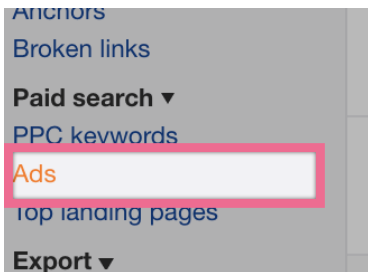 Anchors
Broken links
Paid search ▼
PPC keywords
Ads
Top landing pages
Export ▼